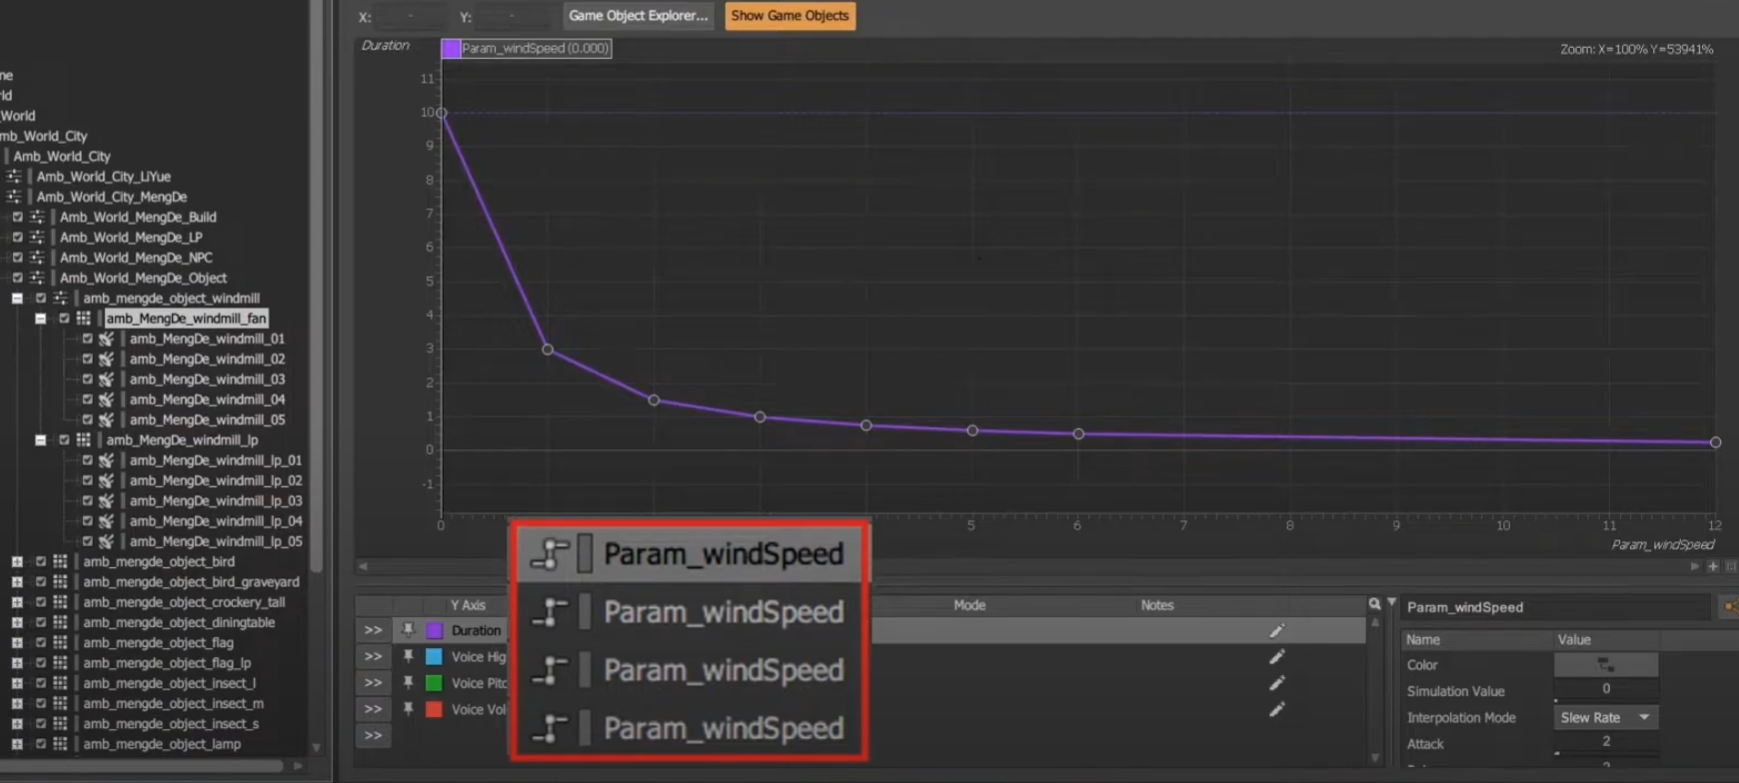 X: - Y: - Game Object Explorer... Show Game Objects
Duration
Param_windSpeed (0.000)
Zoom: X=100% Y=53941%
11
10
9
8
7
6
5
4
3
2
1
0
-1
0 5 6 7 8 9 10 11 12
Param_windSpeed
ne
ld
_World
mb_World_City
Amb_World_City
Amb_World_City_LiYue
Amb_World_City_MengDe
Amb_World_MengDe_Build
Amb_World_MengDe_LP
Amb_World_MengDe_NPC
Amb_World_MengDe_Object
amb_mengde_object_windmill
amb_MengDe_windmill_fan
amb_MengDe_windmill_01
amb_MengDe_windmill_02
amb_MengDe_windmill_03
amb_MengDe_windmill_04
amb_MengDe_windmill_05
amb_MengDe_windmill_lp
amb_MengDe_windmill_lp_01
amb_MengDe_windmill_lp_02
amb_MengDe_windmill_lp_03
amb_MengDe_windmill_lp_04
amb_MengDe_windmill_lp_05
amb_mengde_object_bird
amb_mengde_object_bird_graveyard
amb_mengde_object_crockery_tall
amb_mengde_object_diningtable
amb_mengde_object_flag
amb_mengde_object_flag_lp
amb_mengde_object_insect_l
amb_mengde_object_insect_m
amb_mengde_object_insect_s
amb_mengde_object_lamp
Y Axis Mode Notes
>> Duration
>> Voice Hig
>> Voice Pitc
>> Voice Vol
>>
Param_windSpeed
Param_windSpeed
Param_windSpeed
Param_windSpeed
Param_windSpeed
Name Value
Color
Simulation Value 0
Interpolation Mode Slew Rate
Attack 2